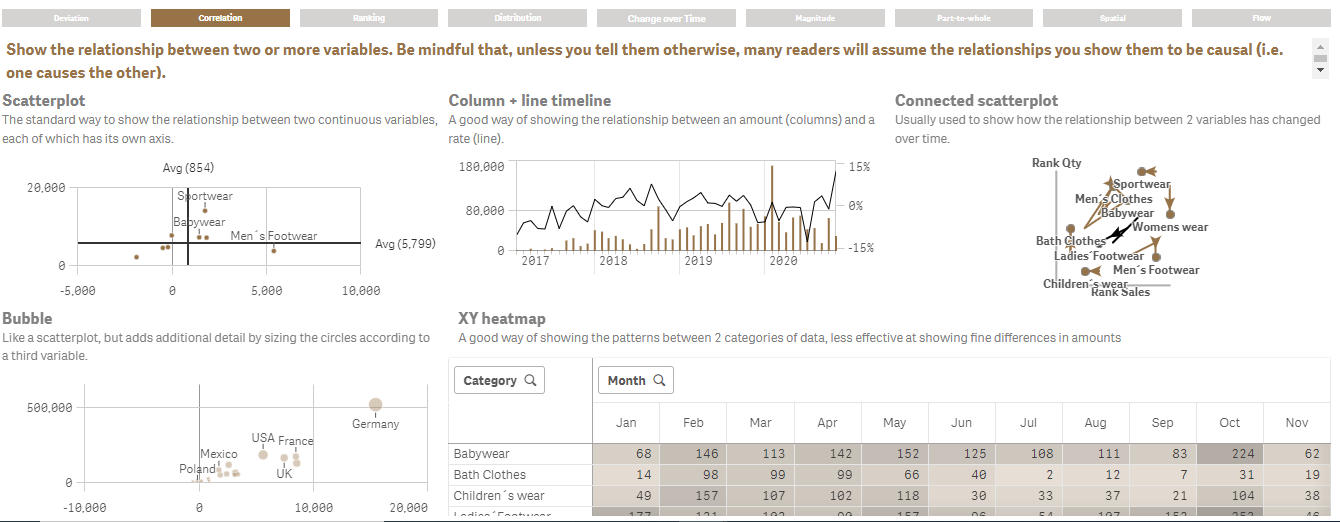 Deviation
Correlation
Ranking
Distribution
Change over Time
Magnitude
Part-to-whole
Spatial
Flow
Show the relationship between two or more variables. Be mindful that, unless you tell them otherwise, many readers will assume the relationships you show them to be causal (i.e.
one causes the other).
Scatterplot
The standard way to show the relationship between two continuous variables,
each of which has its own axis.
Avg (854)
20,000
Sportwear
Babywear
Men´s Footwear
Avg (5,799)
0
-5,000 0 5,000 10,000
Column + line timeline
A good way of showing the relationship between an amount (columns) and a
rate (line).
180,000 15%
80,000 0%
0 -15%
2017 2018 2019 2020
Connected scatterplot
Usually used to show how the relationship between 2 variables has changed
over time.
Rank Qty
Sportwear
Men´s Clothes
Babywear
Womens wear
Bath Clothes
Ladies´Footwear
Men´s Footwear
Children´s wear
Rank Sales
Bubble
Like a scatterplot, but adds additional detail by sizing the circles according to
a third variable.
500,000
Germany
USA France
Mexico
Poland
UK
0
-10,000 0 10,000 20,000
XY heatmap
A good way of showing the patterns between 2 categories of data, less effective at showing fine differences in amounts
Category Month
Jan Feb Mar Apr May Jun Jul Aug Sep Oct Nov
Babywear 68 146 113 142 152 125 108 111 83 224 62
Bath Clothes 14 98 99 99 66 40 2 12 7 31 19
Children´s wear 49 157 107 102 118 30 33 37 21 104 38